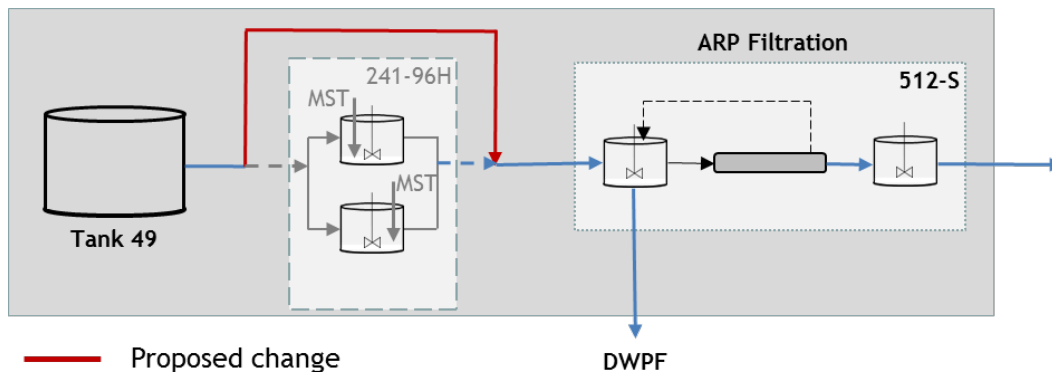 ARP Filtration
241-96H
512-S
MST
MST
Tank 49
Proposed change
DWPF